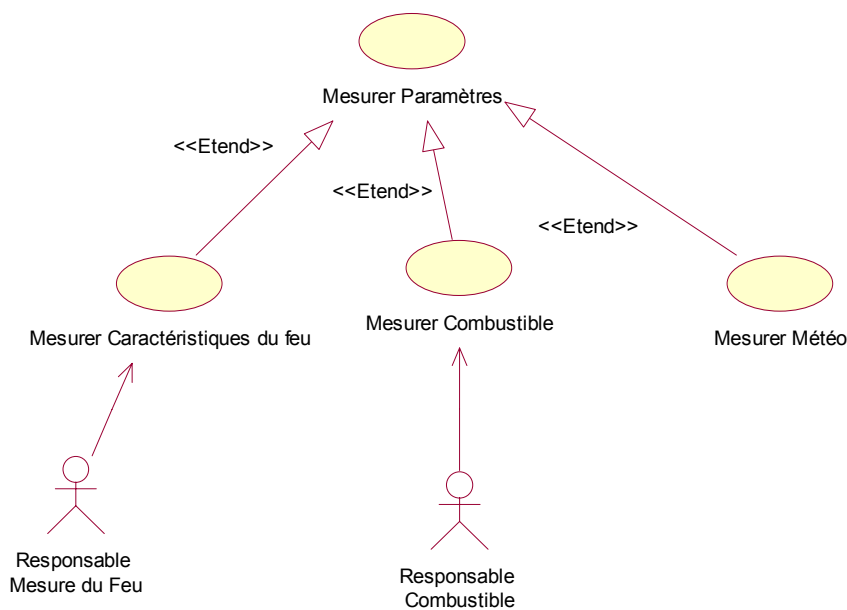 Mesurer Paramètres
<<Etend>>
<<Etend>>
<<Etend>>
Mesurer Caractéristiques du feu
Mesurer Combustible
Mesurer Météo
Responsable
Mesure du Feu
Responsable
Combustible